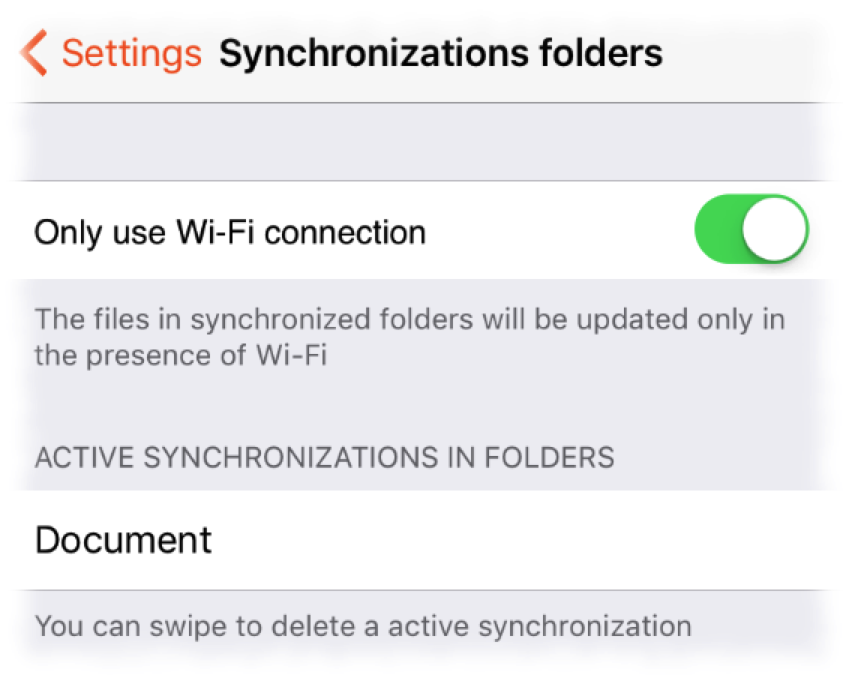 Settings Synchronizations folders
Only use Wi-Fi connection
The files in synchronized folders will be updated only in
the presence of Wi-Fi
ACTIVE SYNCHRONIZATIONS IN FOLDERS
Document
You can swipe to delete a active synchronization